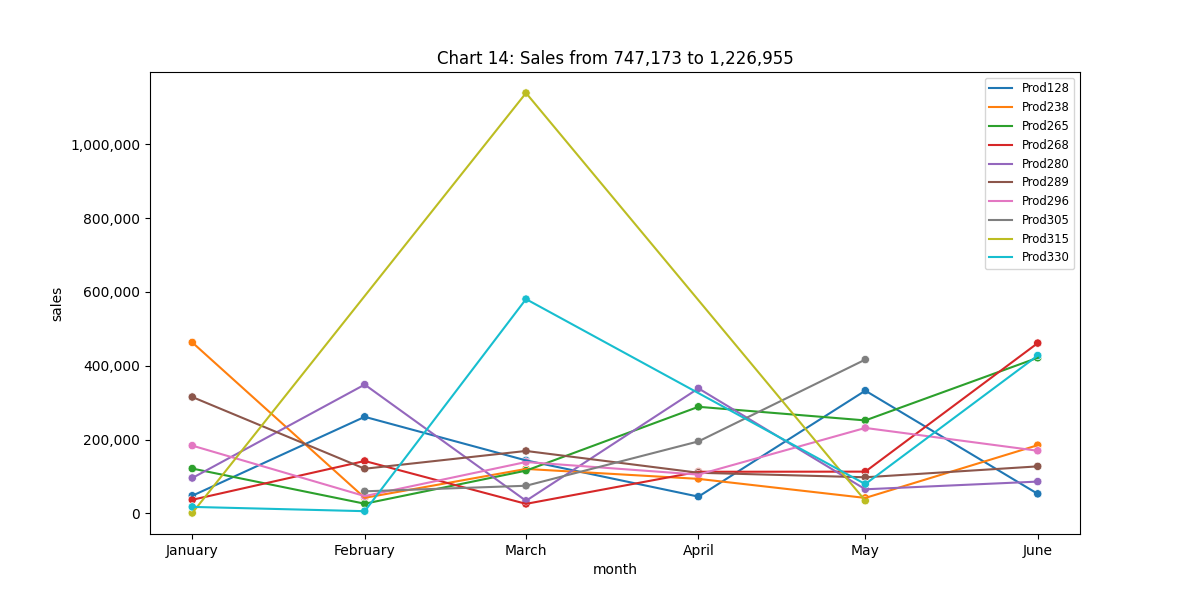 Chart 14: Sales from 747,173 to 1,226,955
Prod128
Prod238
Prod265
Prod268
Prod280
Prod289
Prod296
Prod305
Prod315
Prod330
1,000,000
800,000
600,000
400,000
200,000
0
sales
January February March April May June
month